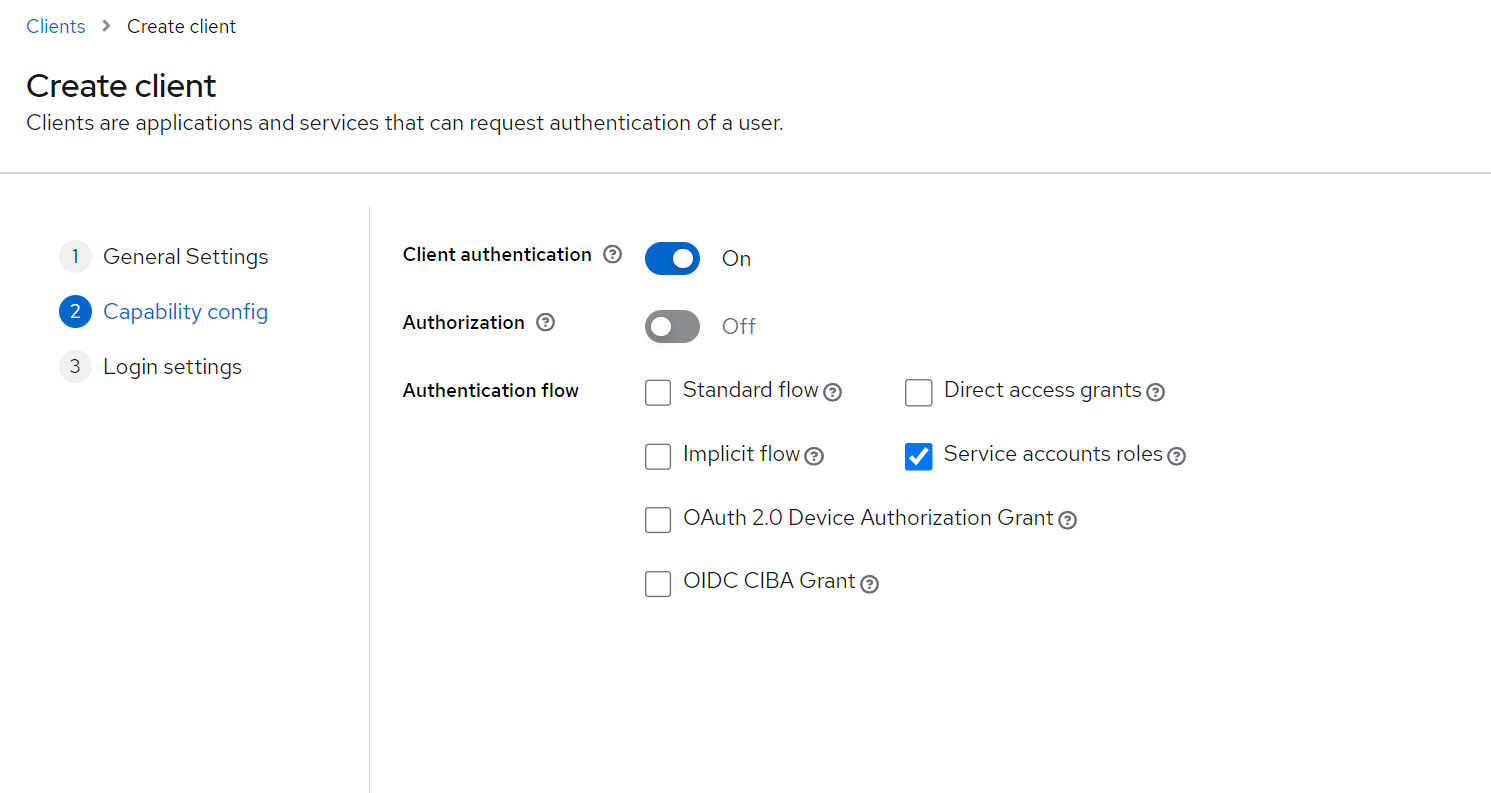 Clients > Create client
Create client
Clients are applications and services that can request authentication of a user.
1 General Settings
2 Capability config
3 Login settings
Client authentication ? On
Authorization ? Off
Authentication flow
Standard flow ? Direct access grants ?
Implicit flow ? Service accounts roles ?
OAuth 2.0 Device Authorization Grant ?
OIDC CIBA Grant ?